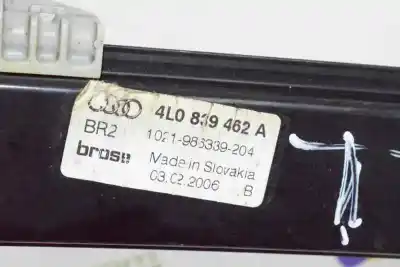 4L0 839 462 A
BR2 1021-983339-204
brose Made in Slovakia
03.02.2006 B